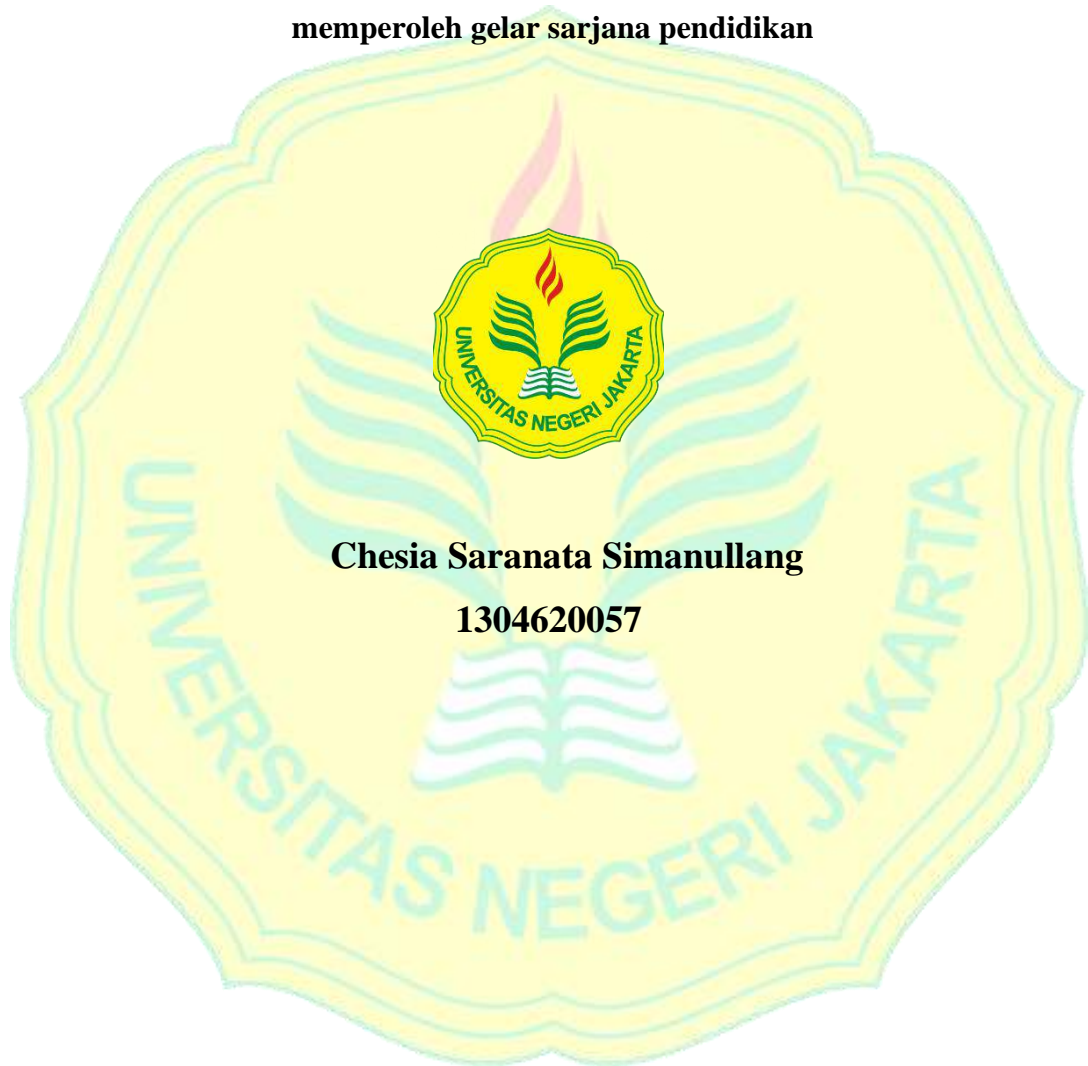 memperoleh gelar sarjana pendidikan
UNIVERSITAS NEGERI JAKARTA
Chesia Saranata Simanullang
1304620057
UNIVERSITAS NEGERI JAKARTA